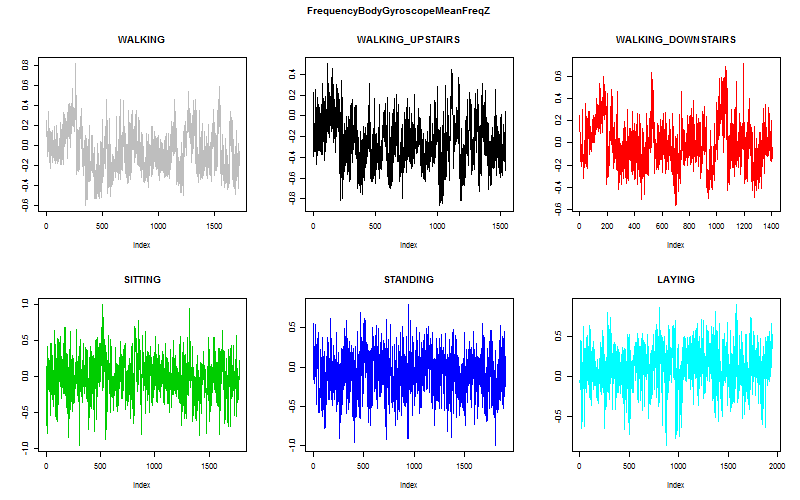 FrequencyBodyGyroscopeMeanFreqZ
WALKING
WALKING_UPSTAIRS
WALKING_DOWNSTAIRS
0.8
0.6
0.4
0.2
0.0
-0.2
-0.4
-0.6
0.4
0.2
0.0
-0.2
-0.4
-0.6
-0.8
0.6
0.4
0.2
0.0
-0.2
-0.4
-0.6
0 500 1000 1500
0 500 1000 1500
0 200 400 600 800 1000 1200 1400
Index
Index
Index
SITTING
STANDING
LAYING
1.0
0.5
0.0
-0.5
-1.0
0.5
0.0
-0.5
-1.0
0.5
0.0
-0.5
0 500 1000 1500
0 500 1000 1500
0 500 1000 1500 2000
Index
Index
Index